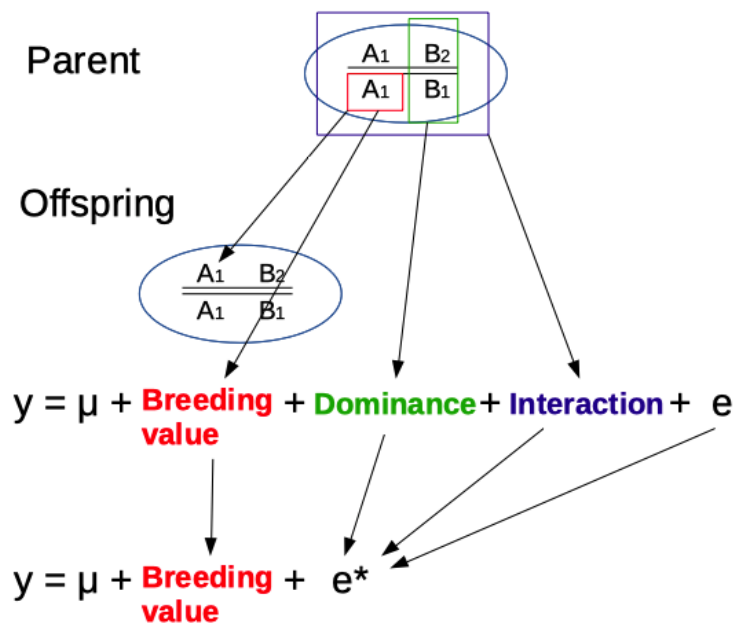 Parent
A1 B2
A1 B1
Offspring
A1 B2
A1 B1
y = μ + Breeding value + Dominance + Interaction + e
y = μ + Breeding value + e*